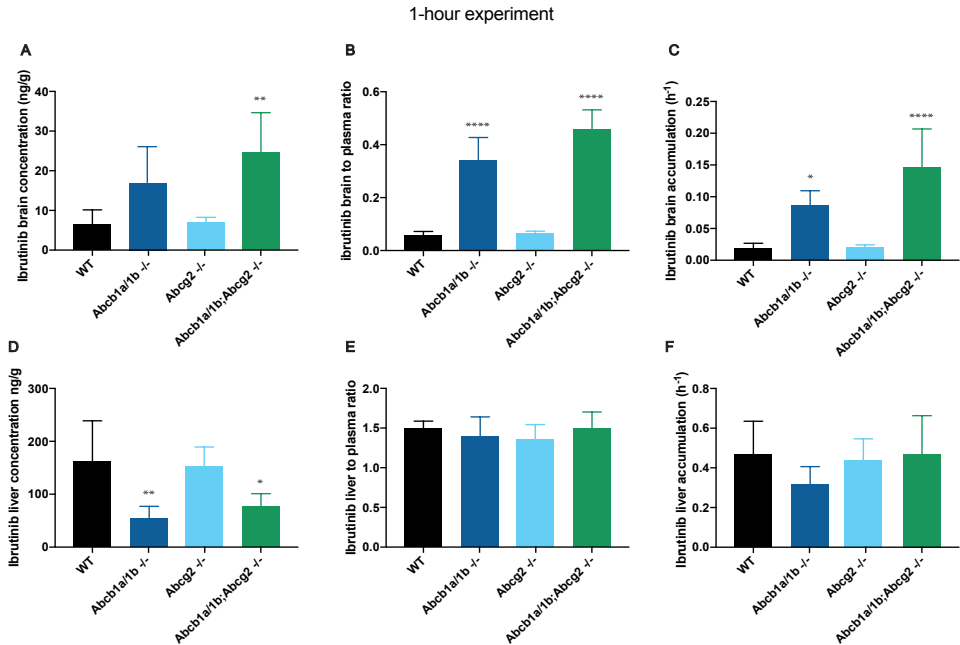 1-hour experiment
A
Ibrutinib brain concentration (ng/g)
40
30
20
10
0
WT
Abcb1a/1b -/-
Abcg2 -/-
Abcb1a/1b;Abcg2 -/-
**
B
Ibrutinib brain to plasma ratio
0.6
0.4
0.2
0.0
WT
Abcb1a/1b -/-
Abcg2 -/-
Abcb1a/1b;Abcg2 -/-
****
****
C
Ibrutinib brain accumulation (h-1)
0.25
0.20
0.15
0.10
0.05
0.00
WT
Abcb1a/1b -/-
Abcg2 -/-
Abcb1a/1b;Abcg2 -/-
*
****
D
Ibrutinib liver concentration ng/g
300
200
100
0
WT
Abcb1a/1b -/-
Abcg2 -/-
Abcb1a/1b;Abcg2 -/-
**
*
E
Ibrutinib liver to plasma ratio
2.0
1.5
1.0
0.5
0.0
WT
Abcb1a/1b -/-
Abcg2 -/-
Abcb1a/1b;Abcg2 -/-
F
Ibrutinib liver accumulation (h-1)
0.8
0.6
0.4
0.2
0.0
WT
Abcb1a/1b -/-
Abcg2 -/-
Abcb1a/1b;Abcg2 -/-